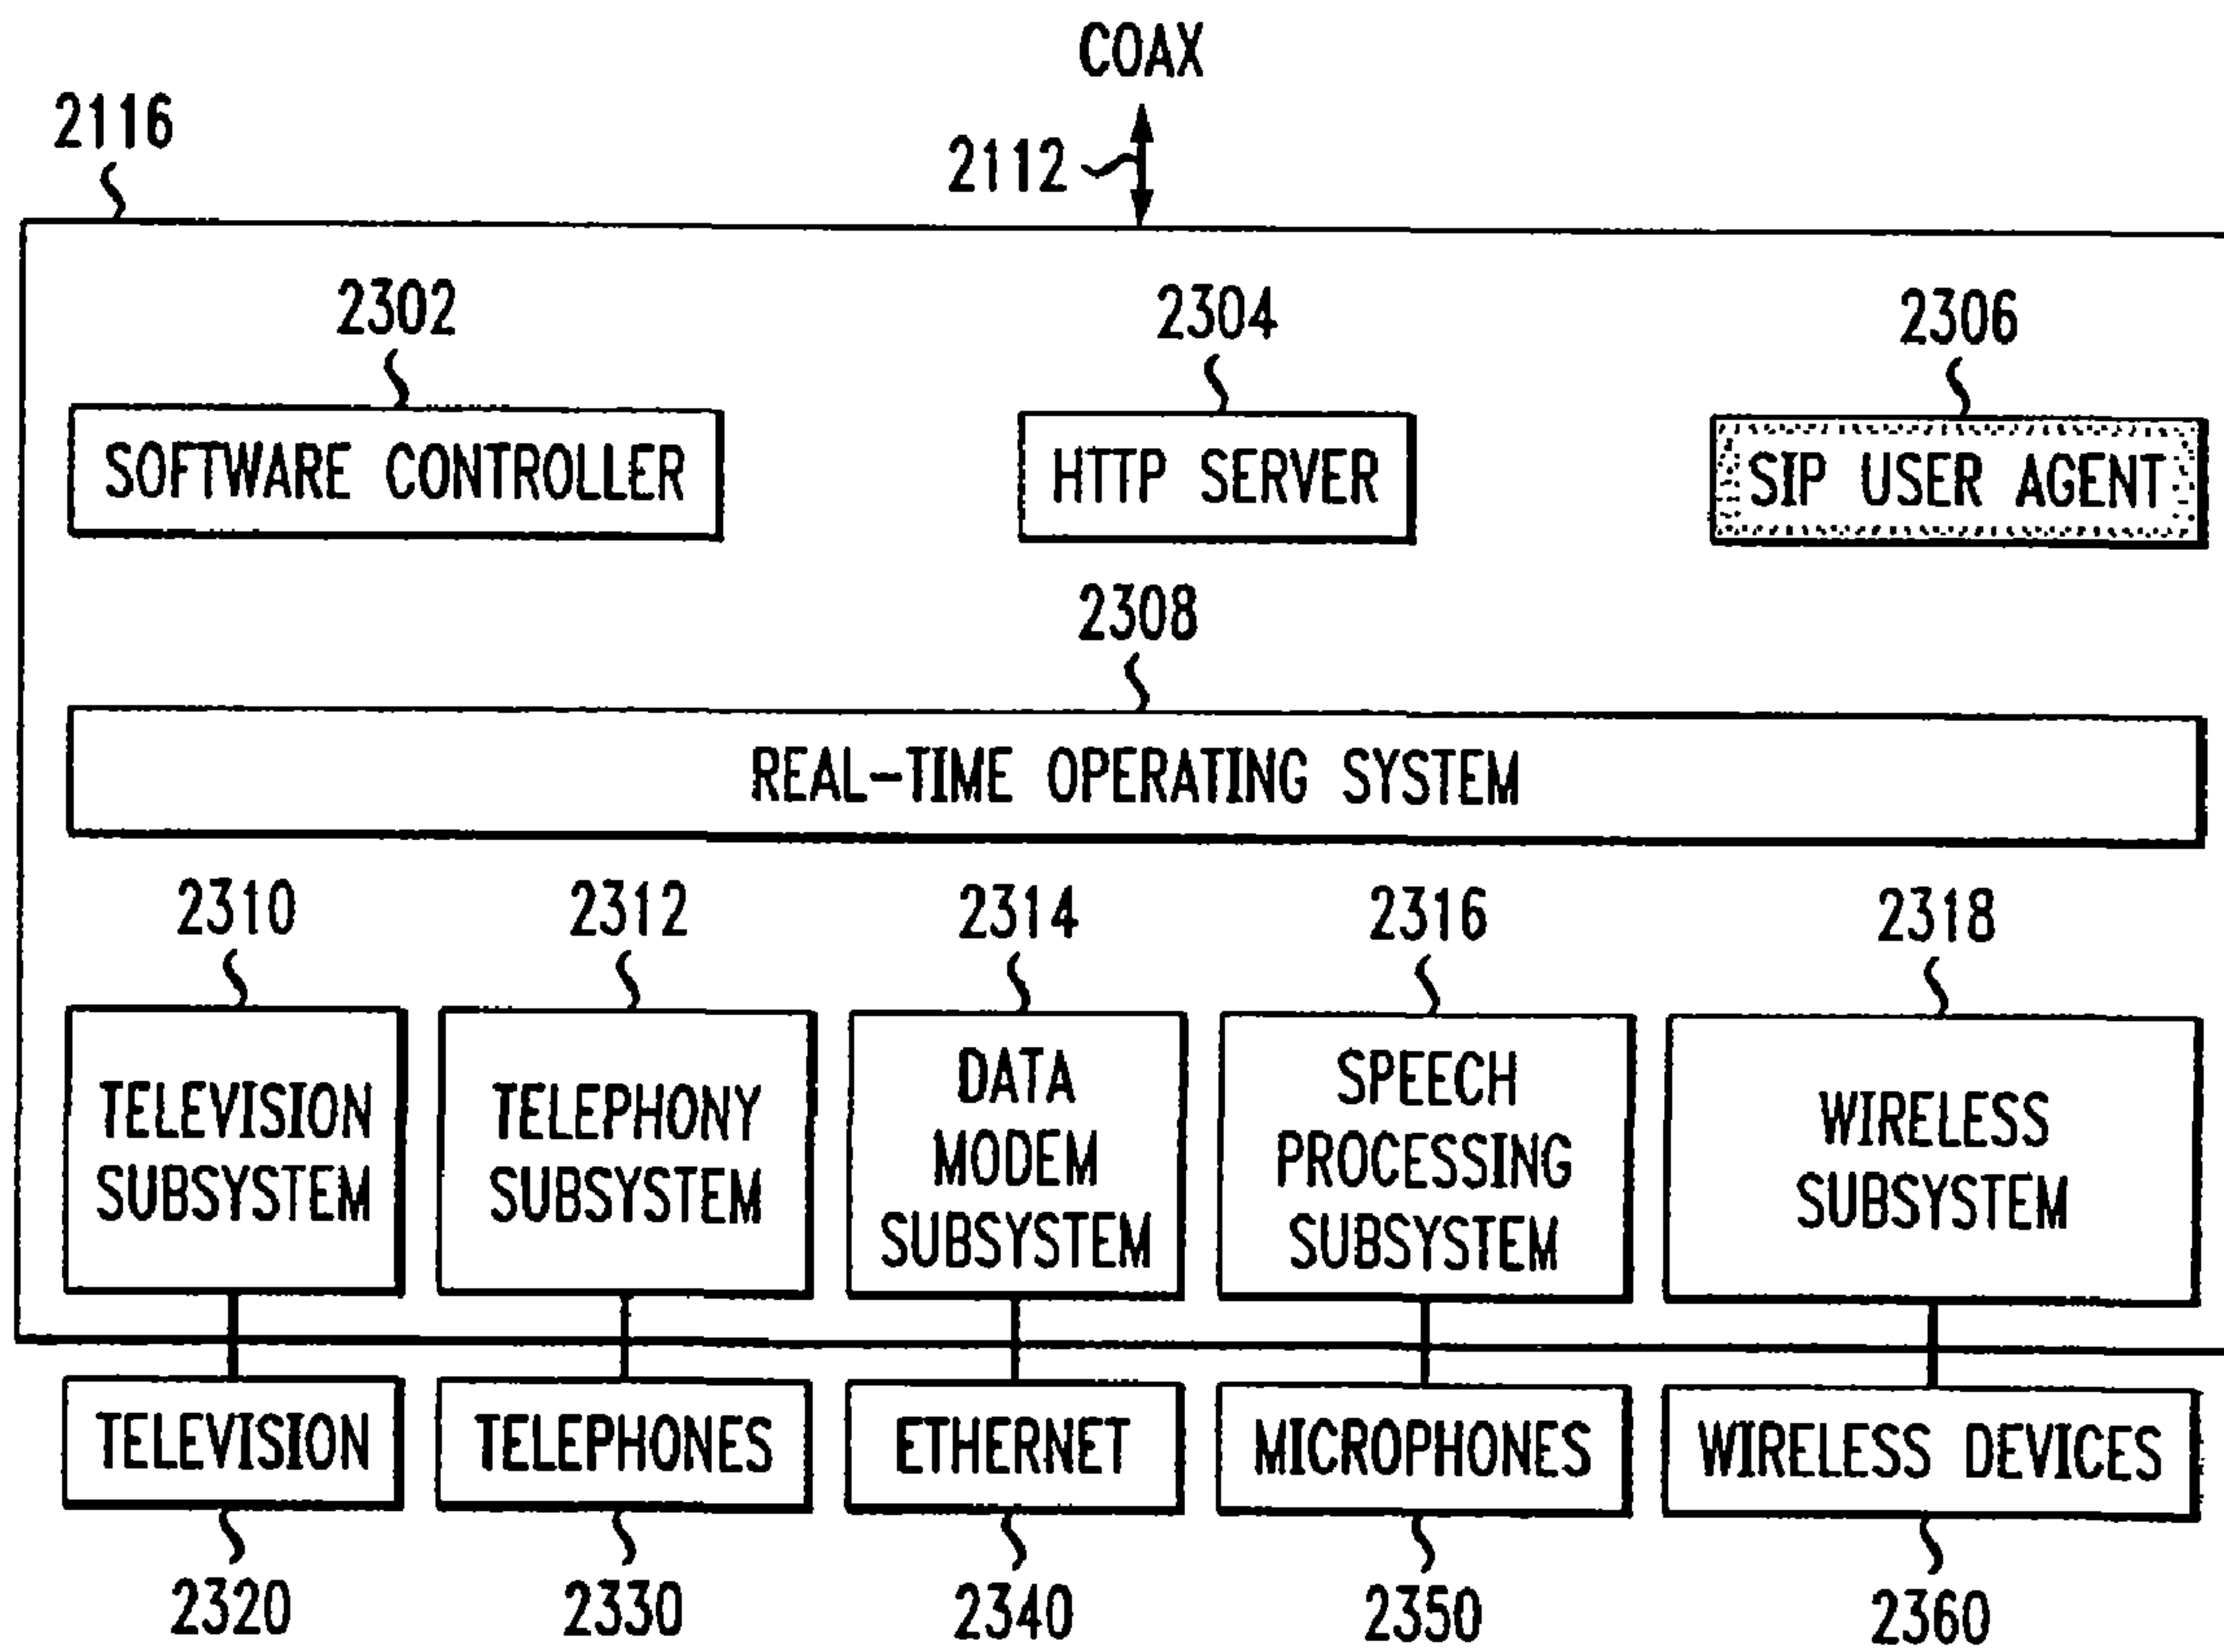 COAX
2116
2112
2302
2304
2306
SOFTWARE CONTROLLER
HTTP SERVER
SIP USER AGENT
2308
REAL-TIME OPERATING SYSTEM
2310
2312
2314
2316
2318
TELEVISION
SUBSYSTEM
TELEPHONY
SUBSYSTEM
DATA
MODEM
SUBSYSTEM
SPEECH
PROCESSING
SUBSYSTEM
WIRELESS
SUBSYSTEM
TELEVISION
TELEPHONES
ETHERNET
MICROPHONES
WIRELESS DEVICES
2320
2330
2340
2350
2360